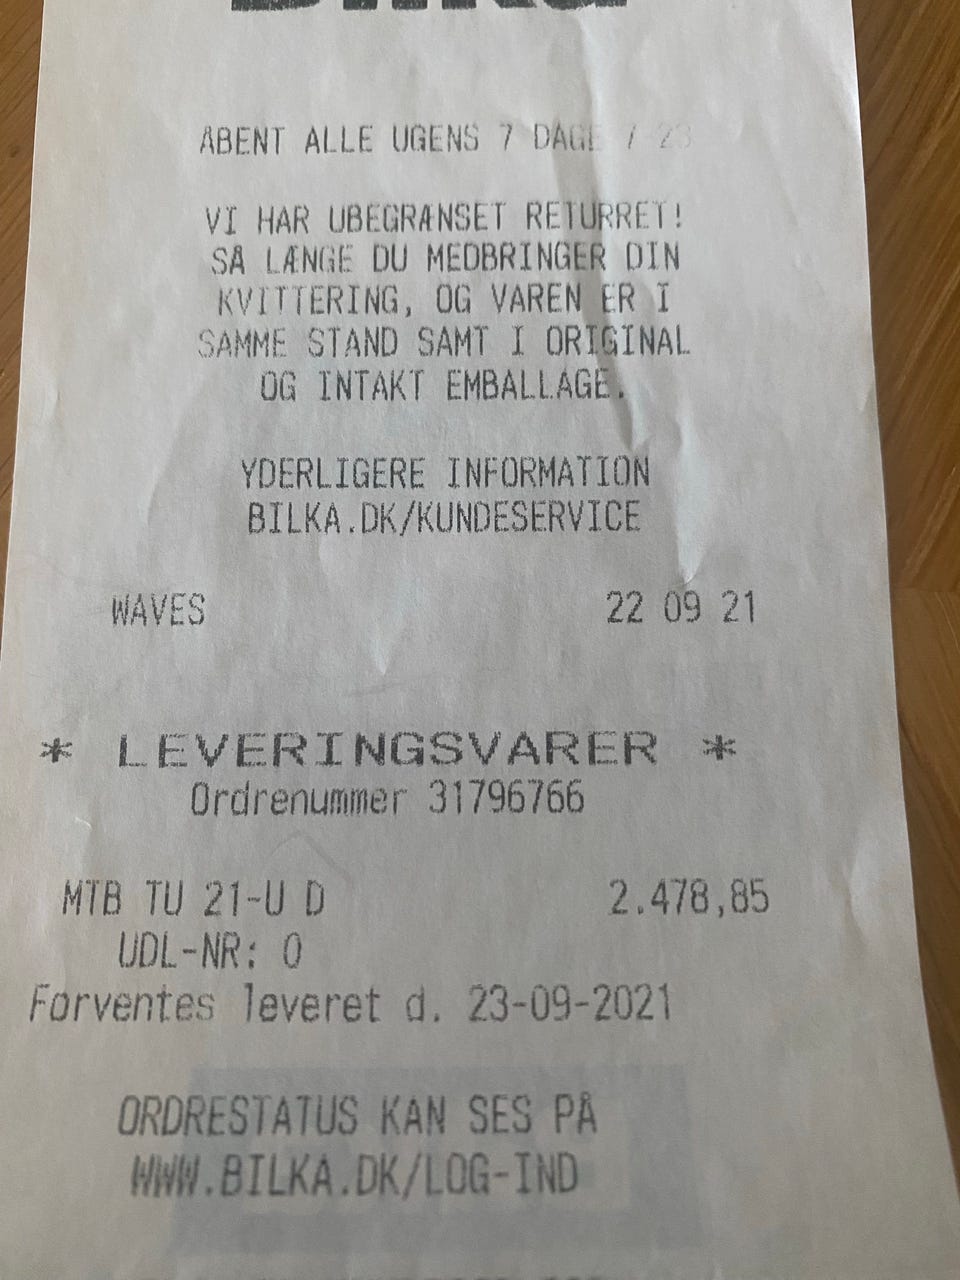 ÅBENT ALLE UGENS 7 DAGE 7 23
VI HAR UBEGRÆNSET RETURRET!
SÅ LÆNGE DU MEDBRINGER DIN
KVITTERING, OG VAREN ER I
SAMME STAND SAMT I ORIGINAL
OG INTAKT EMBALLAGE.
YDERLIGERE INFORMATION
BILKA.DK/KUNDESERVICE
WAVES 22 09 21
* LEVERINGSVARER *
Ordrenummer 31796766
MTB TU 21-U D 2.478,85
UDL-NR: 0
Forventes leveret d. 23-09-2021
ORDRESTATUS KAN SES PÅ
WWW.BILKA.DK/LOG-IND